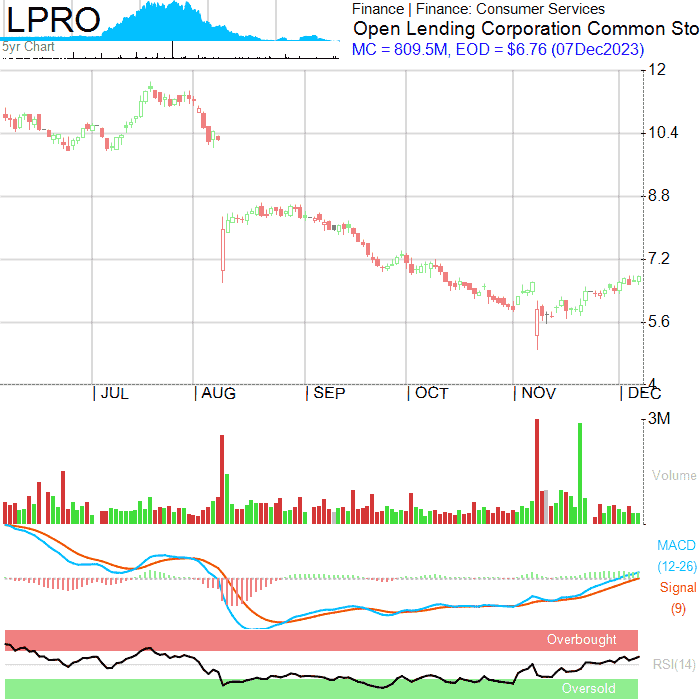 LPRO
5yr Chart
Finance | Finance: Consumer Services
Open Lending Corporation Common Sto
MC = 809.5M, EOD = $6.76 (07Dec2023)
12
10.4
8.8
7.2
5.6
4
| JUL | AUG | SEP | OCT | NOV | DEC
3M
Volume
MACD
(12-26)
Signal
(9)
Overbought
RSI(14)
Oversold